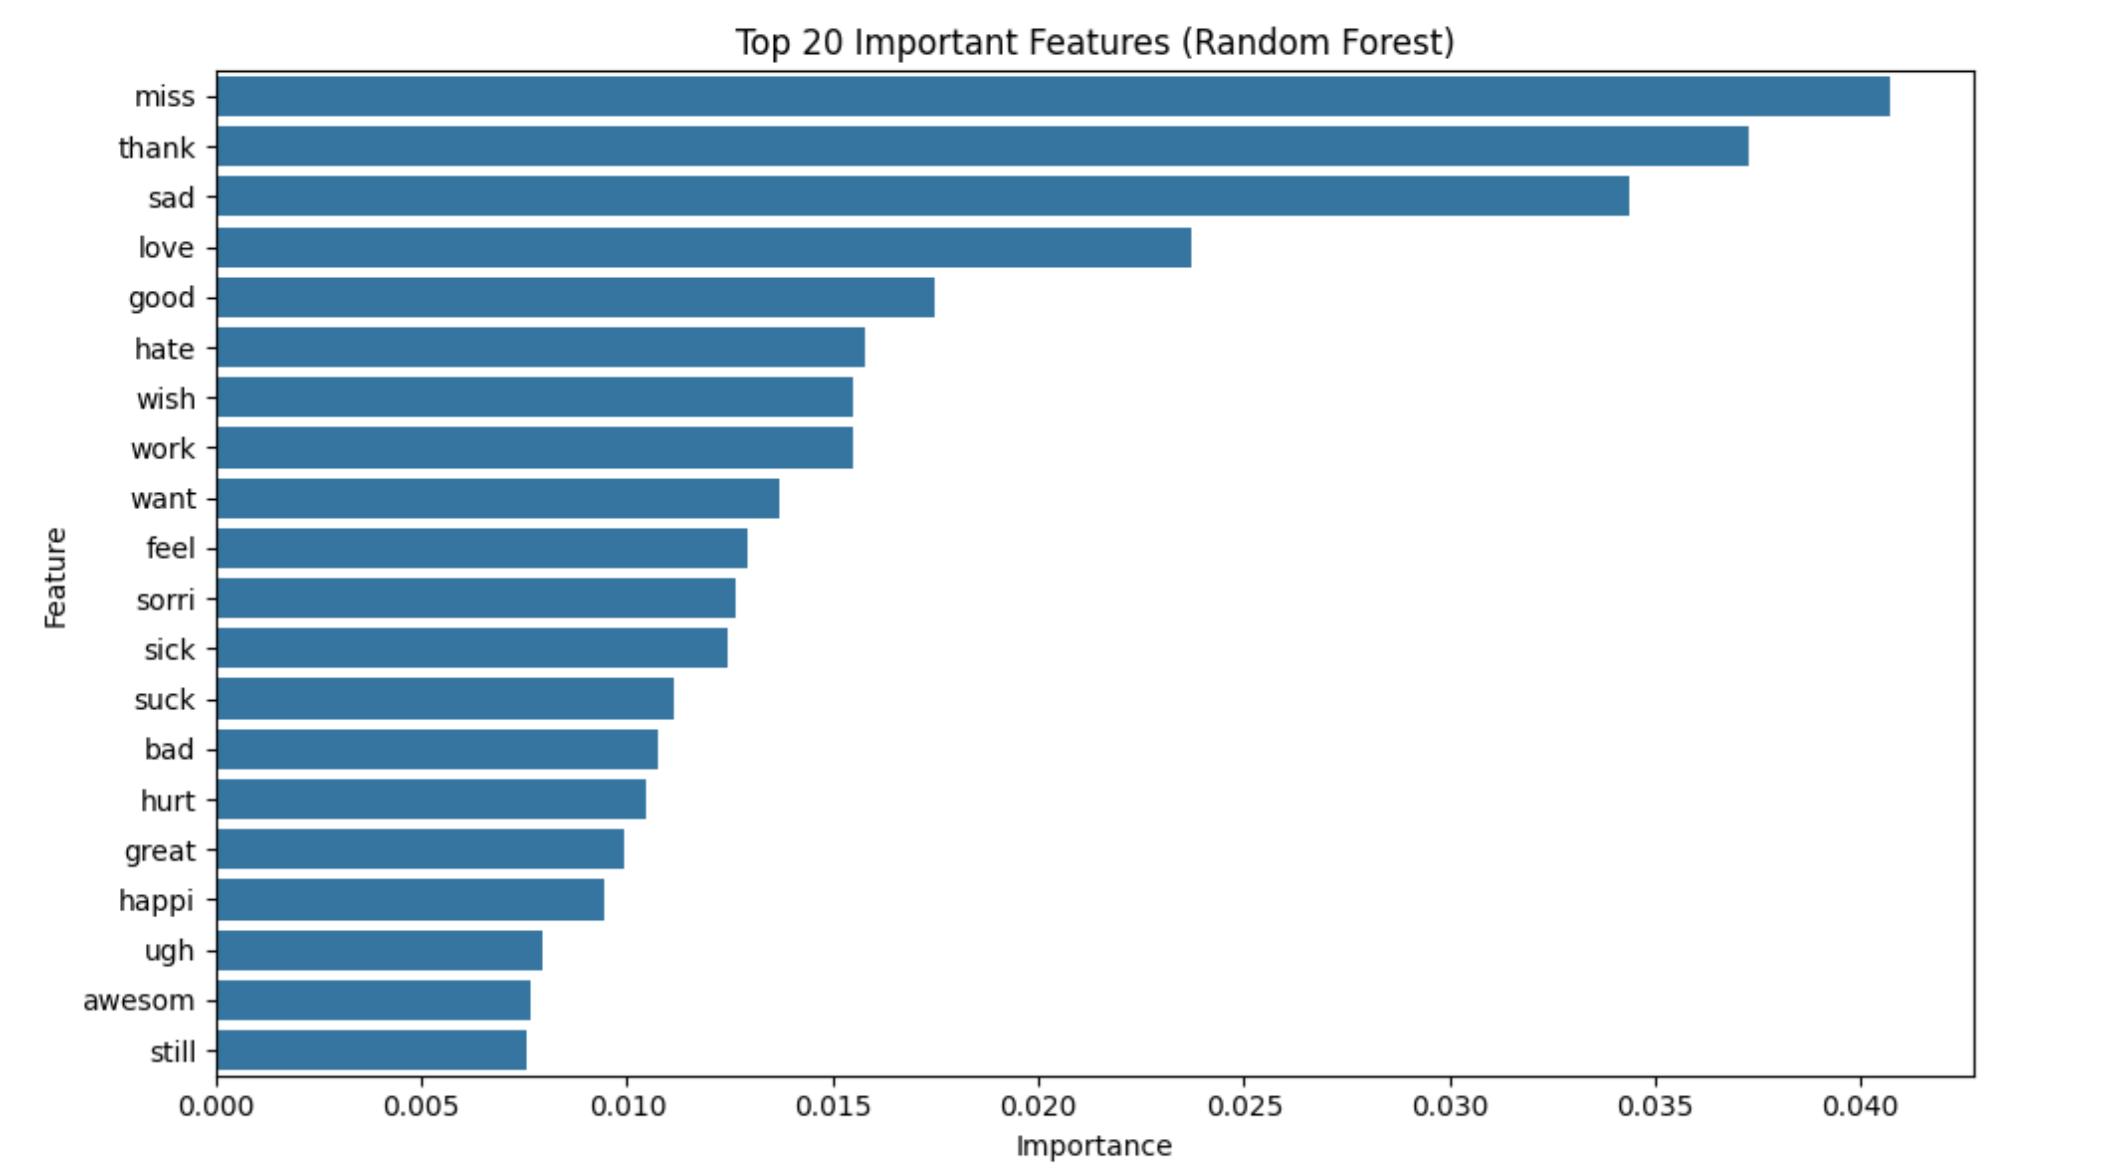 Top 20 Important Features (Random Forest)
miss
thank
sad
love
good
hate
wish
work
want
feel
sorri
sick
suck
bad
hurt
great
happi
ugh
awesom
still
Feature
0.000 0.005 0.010 0.015 0.020 0.025 0.030 0.035 0.040
Importance